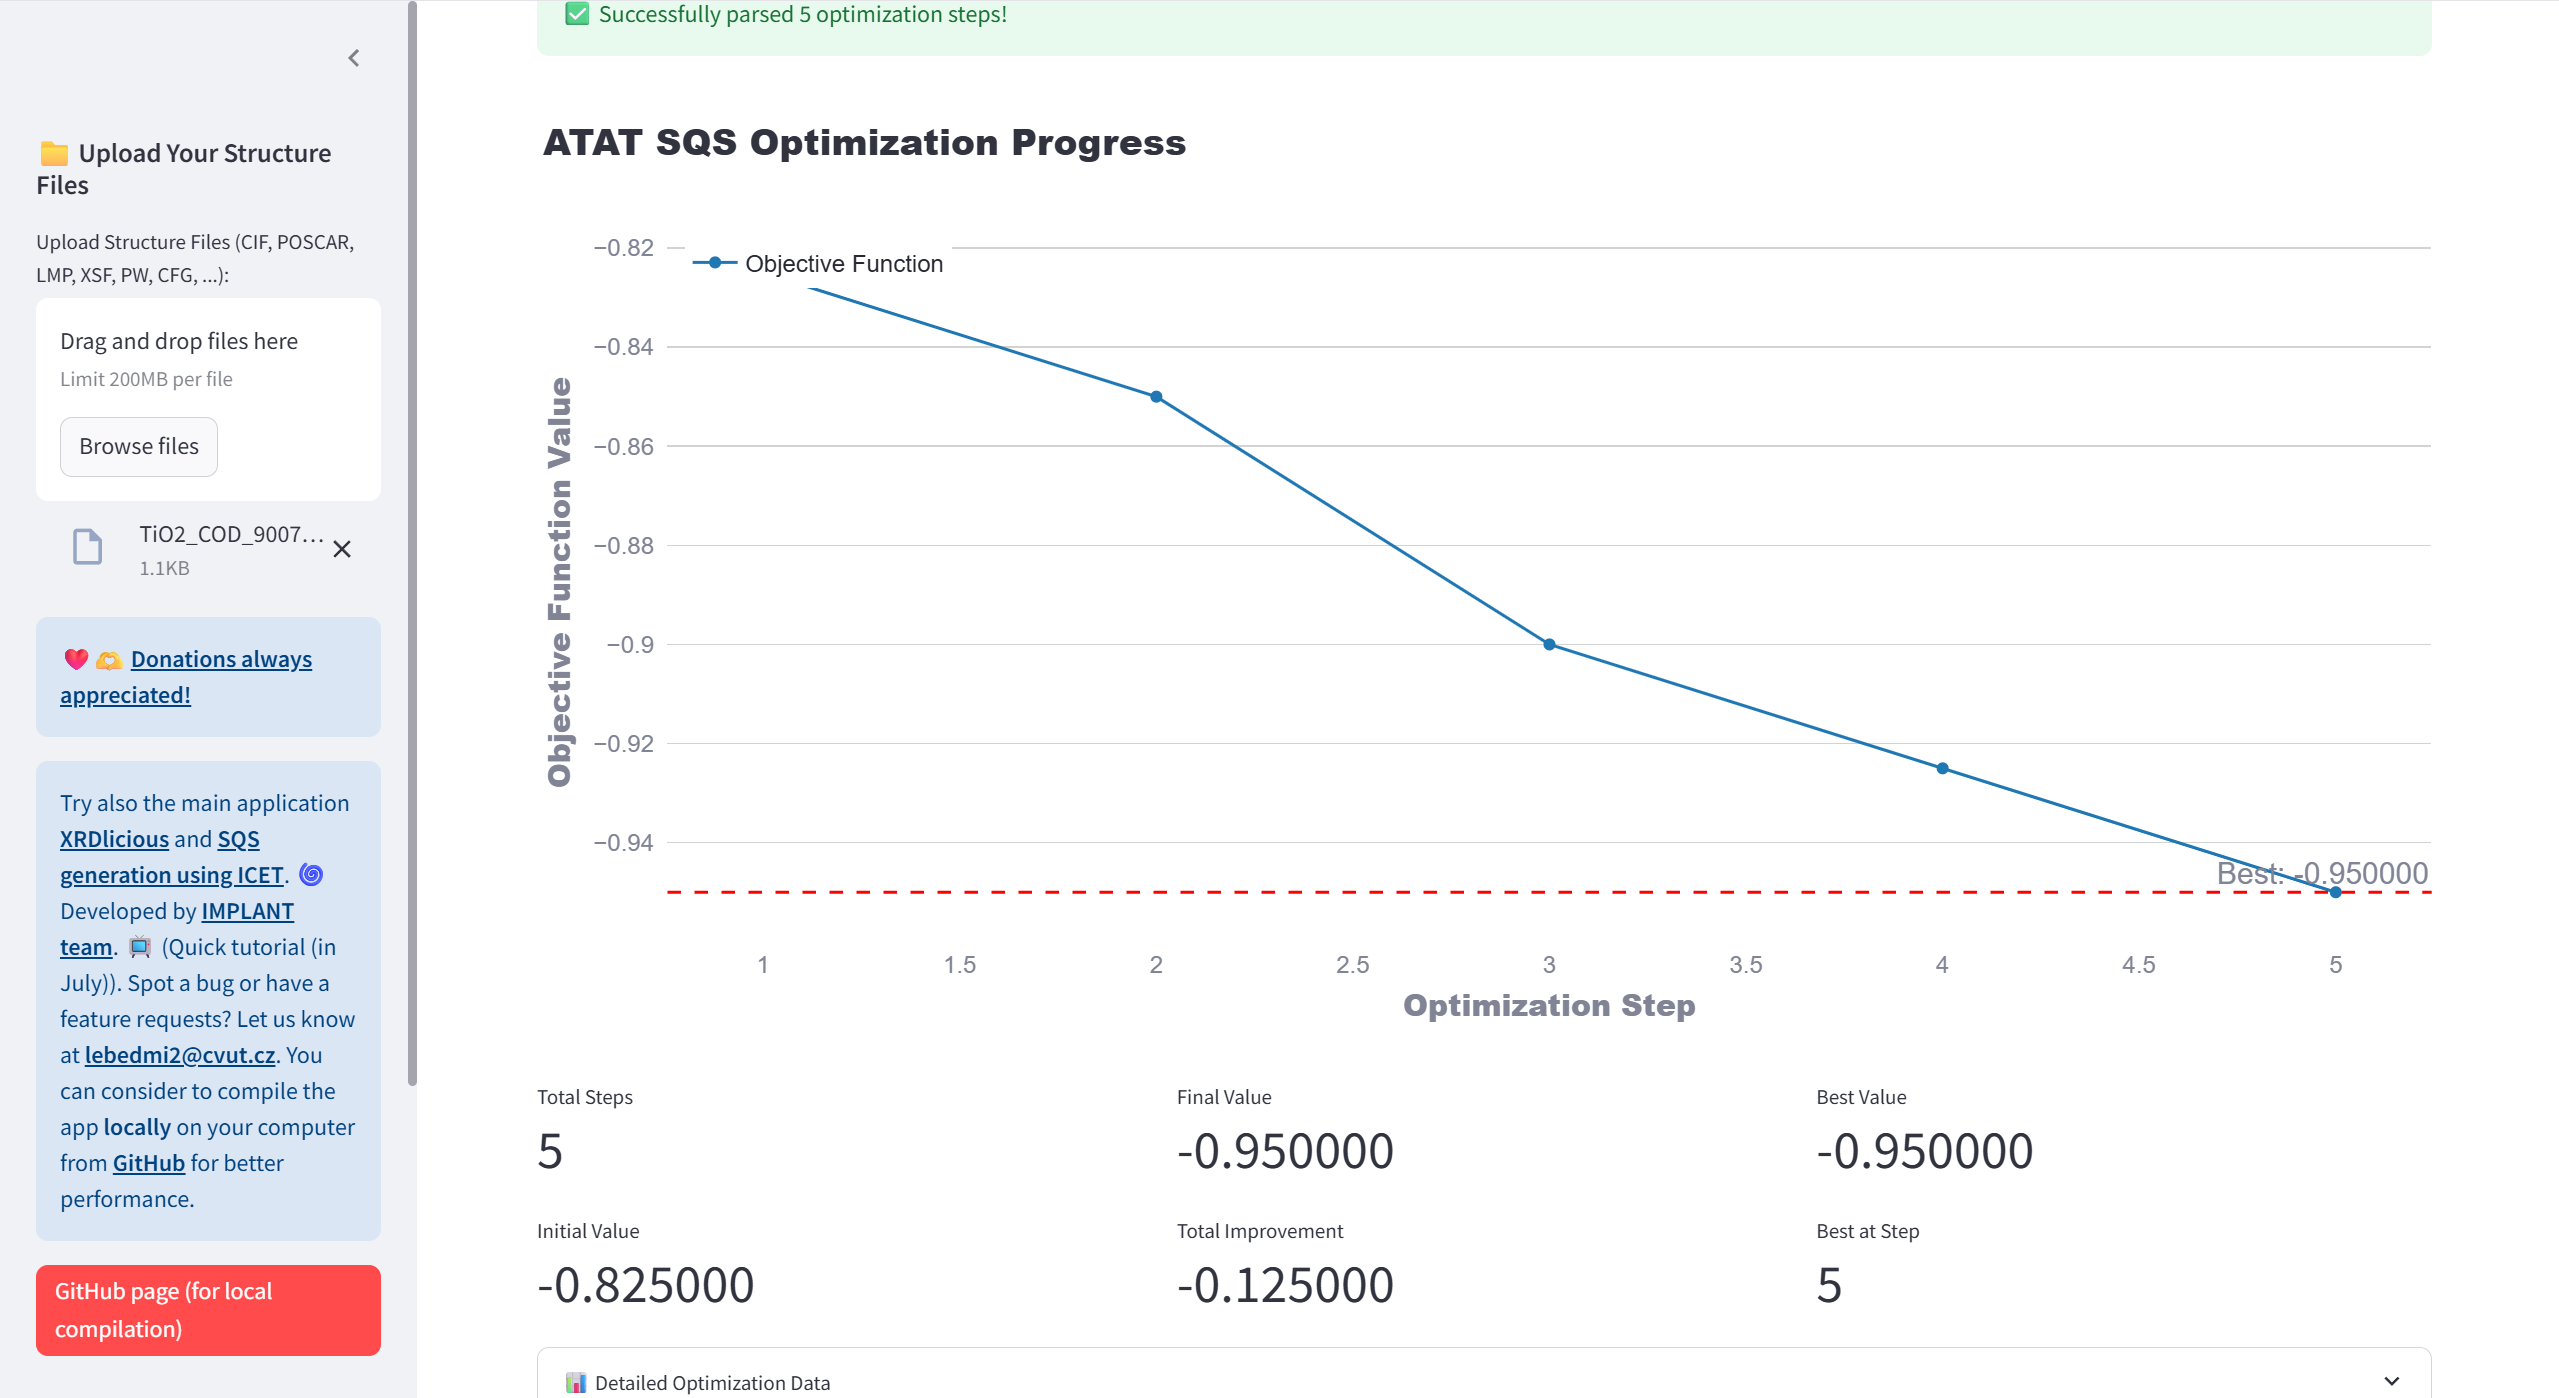 Upload Your Structure
Files
Upload Structure Files (CIF, POSCAR,
LMP, XSF, PW, CFG, ...):
Drag and drop files here
Limit 200MB per file
Browse files
TiO2_COD_9007...
1.1KB
Donations always
appreciated!
Try also the main application
XRDlicious and SQS
generation using ICET.
Developed by IMPLANT
team. (Quick tutorial (in
July)). Spot a bug or have a
feature requests? Let us know
at lebedmi2@cvut.cz. You
can consider to compile the
app locally on your computer
from GitHub for better
performance.
GitHub page (for local
compilation)
Successfully parsed 5 optimization steps!
ATAT SQS Optimization Progress
Objective Function
Objective Function Value
−0.82
−0.84
−0.86
−0.88
−0.9
−0.92
−0.94
Best: -0.950000
1 1.5 2 2.5 3 3.5 4 4.5 5
Optimization Step
Total Steps
5
Final Value
-0.950000
Best Value
-0.950000
Initial Value
-0.825000
Total Improvement
-0.125000
Best at Step
5
Detailed Optimization Data